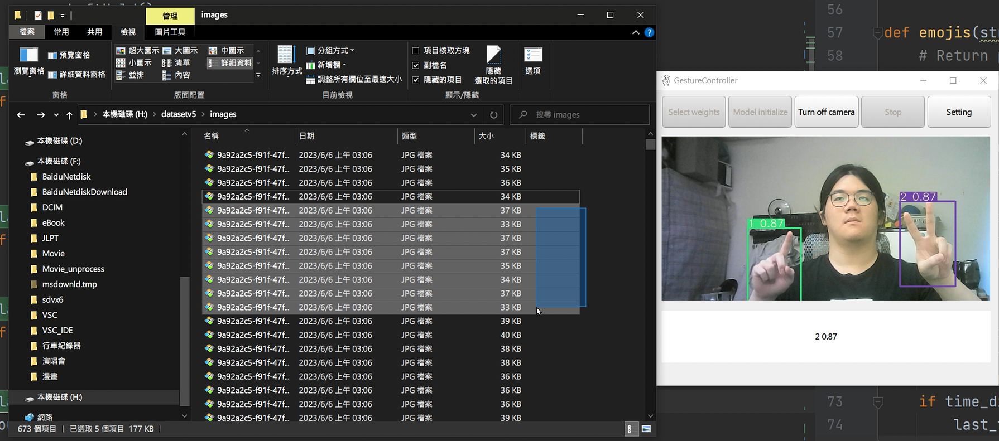 管理
images
檔案
常用
共用
檢視
圖片工具
瀏覽窗格
預覽窗格
詳細資料窗格
窗格
超大圖示
大圖示
中圖示
小圖示
清單
詳細資料
並排
內容
版面配置
排序方式
分組方式
新增欄
調整所有欄位至最適大小
目前檢視
項目核取方塊
副檔名
隱藏的項目
隱藏
選取的項目
顯示/隱藏
選項
本機磁碟 (H:) > datasetv5 > images
搜尋 images
本機磁碟 (D:)
本機磁碟 (F:)
BaiduNetdisk
BaiduNetdiskDownload
DCIM
eBook
JLPT
Movie
Movie_unprocess
msdownld.tmp
sdvx6
VSC
VSC_IDE
行車紀錄器
演唱會
漫畫
本機磁碟 (H:)
網路
名稱 日期 類型 大小 標籤
9a92a2c5-f91f-47f... 2023/6/6 上午 03:06 JPG 檔案 34 KB
9a92a2c5-f91f-47f... 2023/6/6 上午 03:06 JPG 檔案 35 KB
9a92a2c5-f91f-47f... 2023/6/6 上午 03:06 JPG 檔案 36 KB
9a92a2c5-f91f-47f... 2023/6/6 上午 03:06 JPG 檔案 34 KB
9a92a2c5-f91f-47f... 2023/6/6 上午 03:06 JPG 檔案 37 KB
9a92a2c5-f91f-47f... 2023/6/6 上午 03:06 JPG 檔案 33 KB
9a92a2c5-f91f-47f... 2023/6/6 上午 03:06 JPG 檔案 37 KB
9a92a2c5-f91f-47f... 2023/6/6 上午 03:06 JPG 檔案 37 KB
9a92a2c5-f91f-47f... 2023/6/6 上午 03:06 JPG 檔案 35 KB
9a92a2c5-f91f-47f... 2023/6/6 上午 03:06 JPG 檔案 34 KB
9a92a2c5-f91f-47f... 2023/6/6 上午 03:06 JPG 檔案 37 KB
9a92a2c5-f91f-47f... 2023/6/6 上午 03:06 JPG 檔案 33 KB
9a92a2c5-f91f-47f... 2023/6/6 上午 03:06 JPG 檔案 39 KB
9a92a2c5-f91f-47f... 2023/6/6 上午 03:06 JPG 檔案 40 KB
9a92a2c5-f91f-47f... 2023/6/6 上午 03:06 JPG 檔案 38 KB
9a92a2c5-f91f-47f... 2023/6/6 上午 03:06 JPG 檔案 38 KB
9a92a2c5-f91f-47f... 2023/6/6 上午 03:06 JPG 檔案 36 KB
9a92a2c5-f91f-47f... 2023/6/6 上午 03:06 JPG 檔案 36 KB
9a92a2c5-f91f-47f... 2023/6/6 上午 03:06 JPG 檔案 36 KB
9a92a2c5-f91f-47f... 2023/6/6 上午 03:06 JPG 檔案 39 KB
673 個項目 | 已選取 5 個項目 177 KB |
56
57 def emojis(st
58 # Return
GestureController
Select weights
Model initialize
Turn off camera
Stop
Setting
2 0.87
1 0.87
2 0.87
73 if time_d
74 last_